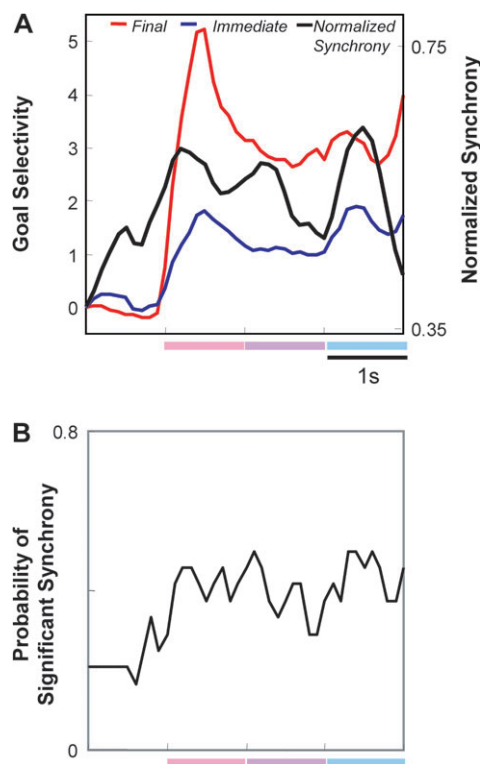 A
Final
Immediate
Normalized
Synchrony
Goal Selectivity
5
4
3
2
1
0
0.75
0.35
Normalized Synchrony
1s
B
Probability of
Significant Synchrony
0.8
0